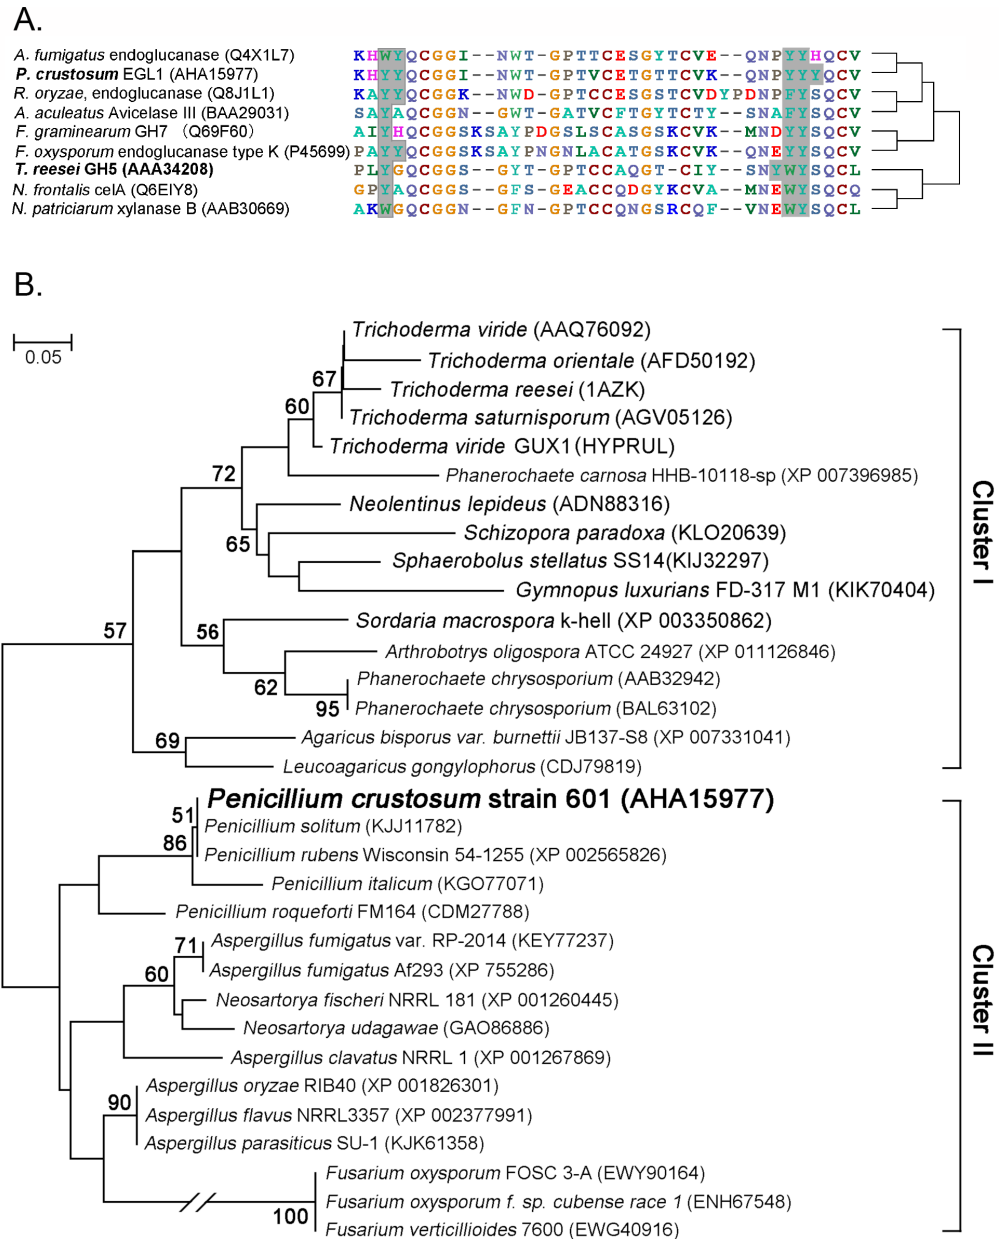 A.
A. fumigatus endoglucanase (Q4X1L7) KHWYQCGGI--NWT-GPTTCESGYTCVE--QNPYYHQCV
P. crustosum EGL1 (AHA15977) KHYYQCGGI--NWT-GPTVCETGTTCVK--QNPYYYQCV
R. oryzae, endoglucanase (Q8J1L1) KAYYQCGGK--NWD-GPTCCESGSTCVDYPDNPFYSQCV
A. aculeatus Avicelase III (BAA29031) SAYAQCGGN--GWT-GATVCFTGYTCTV--INDYYSQCV
F. graminearum GH7 (Q69F60) AIYHQCGGSKSAYPDGSLSCASGSKCVK--MNDYYSQCV
F. oxysporum endoglucanase type K (P45699) PAYYQCGGSKSAYPNGNLACATGSKCVK--QNEYYSQCV
T. reesei GH5 (AAA34208) PLYGQCGGS--GYT-GPTCCAQGT-CIY--SNYWYSQCL
N. frontalis celA (Q6EIY8) GPYAQCGGS--GFS-GEACCQDGYKCVA--MNEWYSQCQ
N. patriciarum xylanase B (AAB30669) AKWGQCGGN--GFN-GPTCCQNGSRCQF--VNEWYSQCL
B.
0.05
Trichoderma viride (AAQ76092)
Trichoderma orientale (AFD50192)
67
Trichoderma reesei (1AZK)
60
Trichoderma saturnisporum (AGV05126)
Trichoderma viride GUX1(HYPRUL)
72
Phanerochaete carnosa HHB-10118-sp (XP 007396985)
Neolentinus lepideus (ADN88316)
Schizopora paradoxa (KLO20639)
65
Sphaerobolus stellatus SS14(KIJ32297)
Gymnopus luxurians FD-317 M1 (KIK70404)
Cluster I
57
56
Sordaria macrospora k-hell (XP 003350862)
Arthrobotrys oligospora ATCC 24927 (XP 011126846)
Phanerochaete chrysosporium (AAB32942)
62
95
Phanerochaete chrysosporium (BAL63102)
69
Agaricus bisporus var. burnettii JB137-S8 (XP 007331041)
Leucoagaricus gongylophorus (CDJ79819)
Penicillium crustosum strain 601 (AHA15977)
51
Penicillium solitum (KJJ11782)
86
Penicillium rubens Wisconsin 54-1255 (XP 002565826)
Penicillium italicum (KGO77071)
Penicillium roqueforti FM164 (CDM27788)
71
Aspergillus fumigatus var. RP-2014 (KEY77237)
60
Aspergillus fumigatus Af293 (XP 755286)
Neosartorya fischeri NRRL 181 (XP 001260445)
Neosartorya udagawae (GAO86886)
Cluster II
Aspergillus clavatus NRRL 1 (XP 001267869)
Aspergillus oryzae RIB40 (XP 001826301)
90
Aspergillus flavus NRRL3357 (XP 002377991)
Aspergillus parasiticus SU-1 (KJK61358)
Fusarium oxysporum FOSC 3-A (EWY90164)
Fusarium oxysporum f. sp. cubense race 1 (ENH67548)
100
Fusarium verticillioides 7600 (EWG40916)